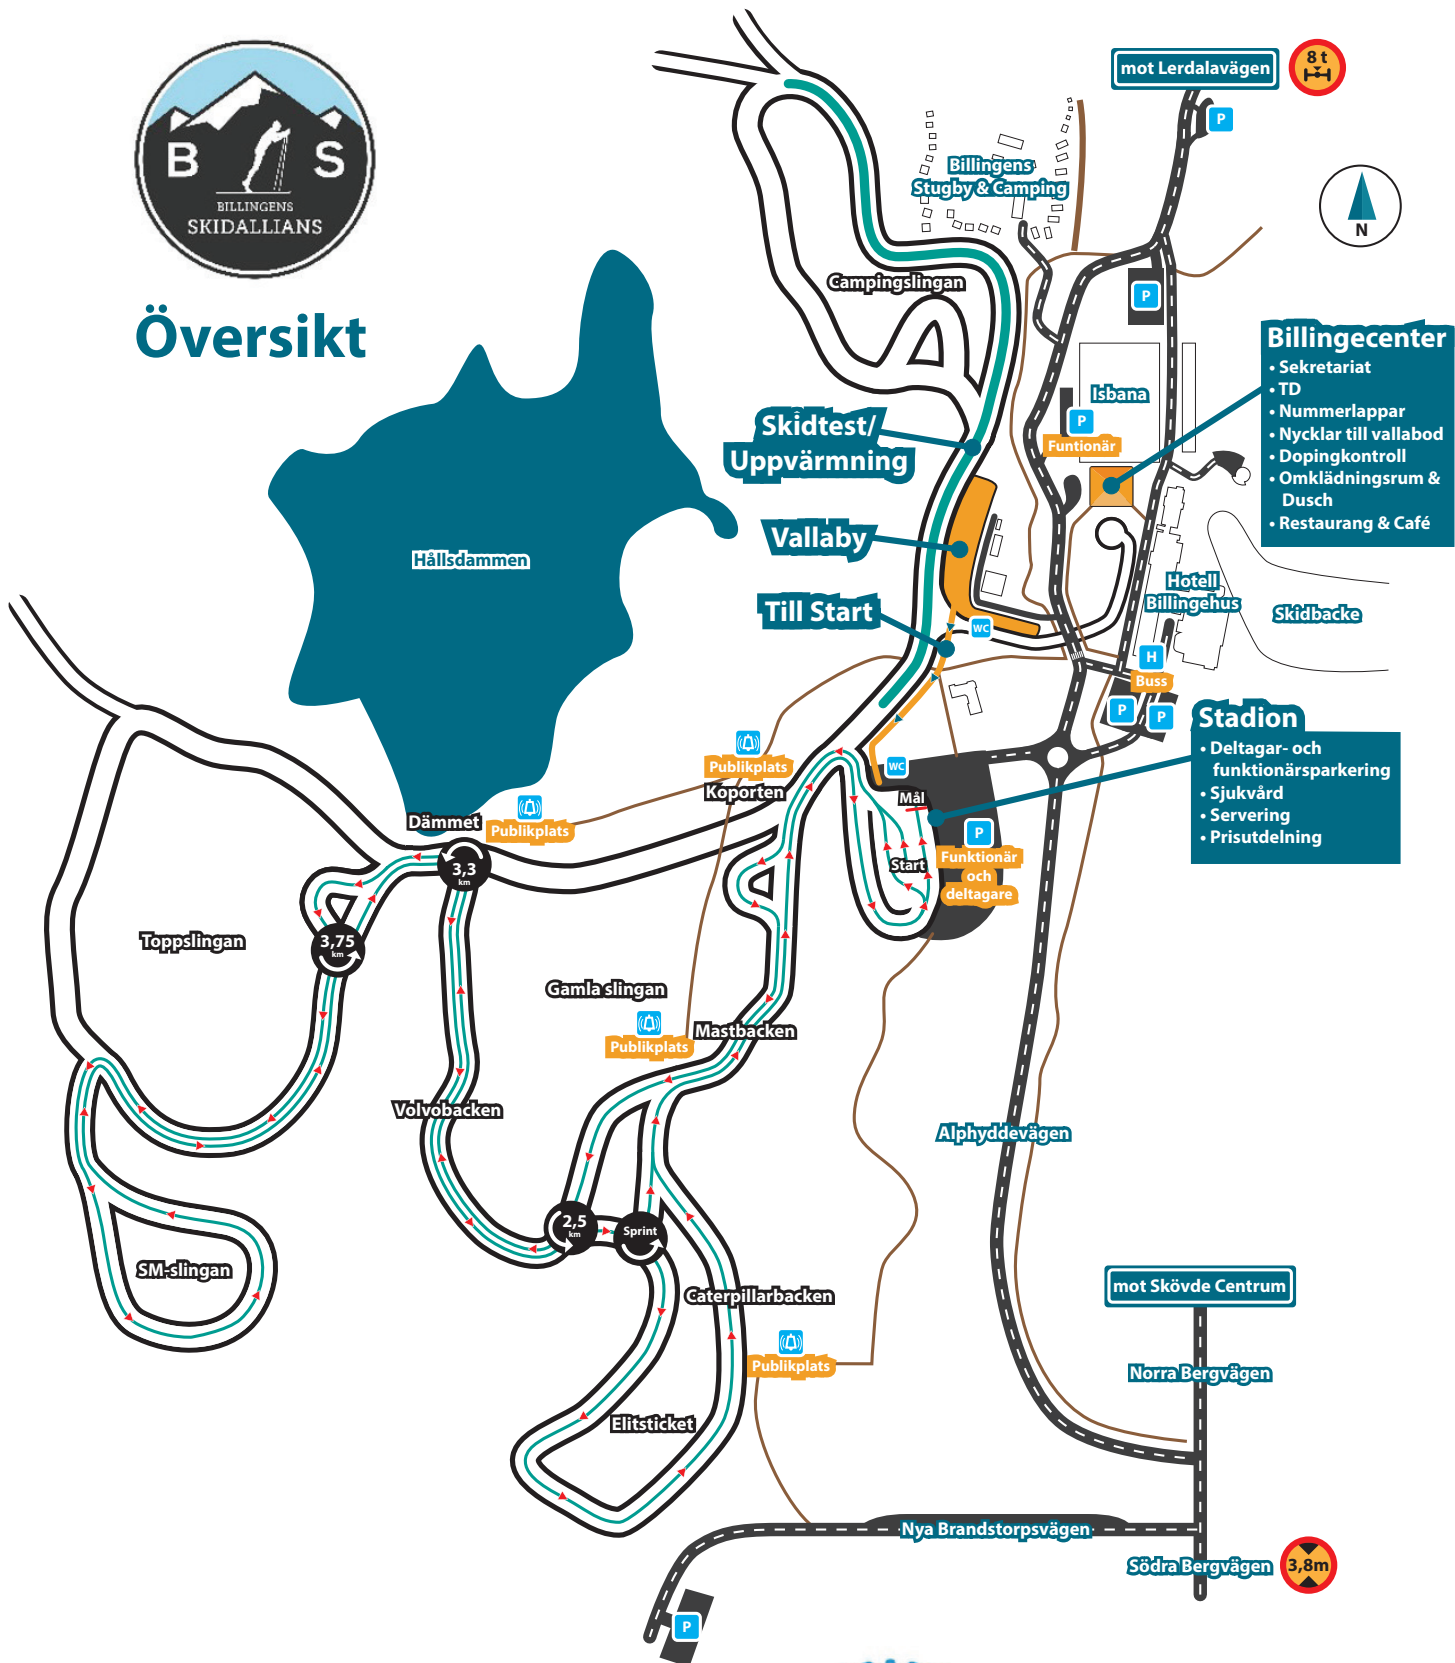 B S
BILLINGENS
SKIDALLIANS
Översikt
mot Lerdalavägen
8 t
P
Billingens
Stugby & Camping
N
Campingslingan
P
Billingecenter
• Sekretariat
• TD
• Nummerlappar
• Nycklar till vallabod
• Dopingkontroll
• Omklädningsrum &
Dusch
• Restaurang & Café
Isbana
P
Funtionär
Skidtest/
Uppvärmning
Vallaby
Hållsdammen
Till Start
WC
Hotell
Billingehus
Skidbacke
H
Buss
P
P
Stadion
• Deltagar- och
funktionärsparkering
• Sjukvård
• Servering
• Prisutdelning
Publikplats
Koporten
WC
Mål
Start
P
Funktionär
och
deltagare
Dämmet
Publikplats
3,3
km
3,75
km
Toppslingan
Gamla slingan
Publikplats
Mastbacken
Volvobacken
Alphyddevägen
2,5
km
Sprint
SM-slingan
Caterpillarbacken
mot Skövde Centrum
Publikplats
Norra Bergvägen
Elitsticket
Nya Brandstorpsvägen
Södra Bergvägen
3,8m
P